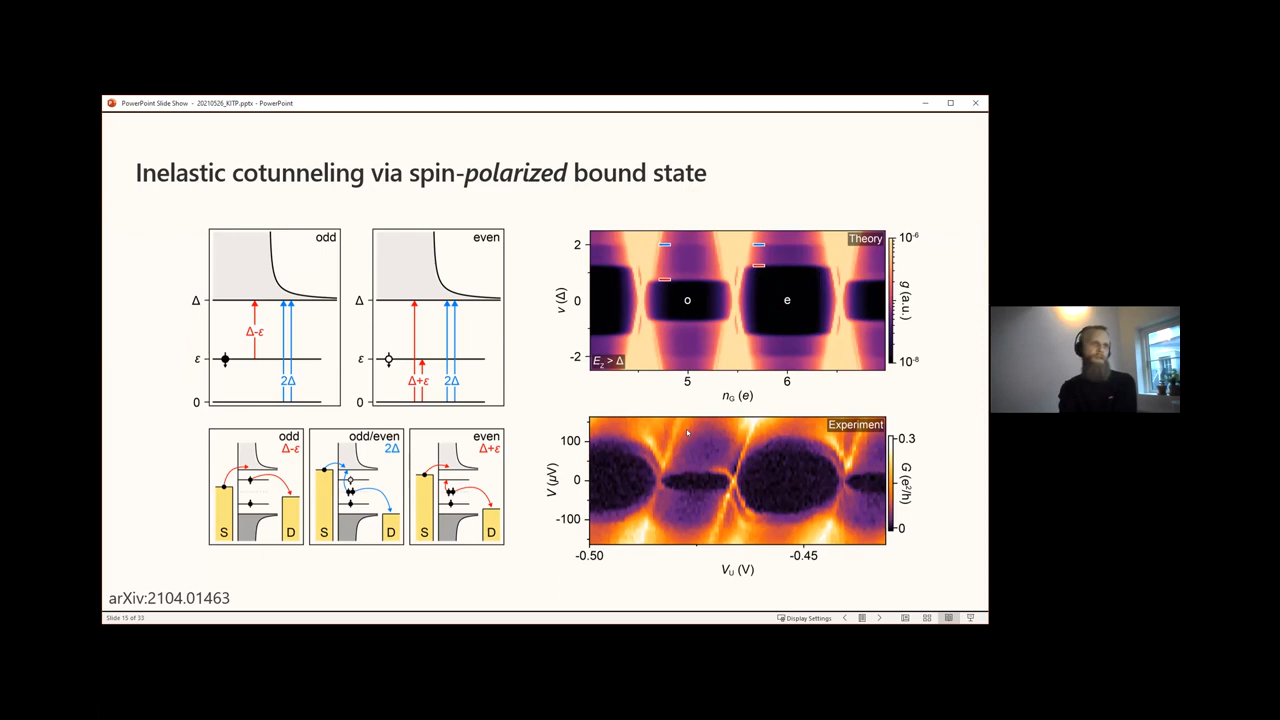 PowerPoint Slide Show - 20210526_KITP.pptx - PowerPoint
Inelastic cotunneling via spin-polarized bound state
odd
Δ
Δ-ε
ε
2Δ
0
even
Δ
ε
Δ+ε
2Δ
0
odd
Δ-ε
S
D
odd/even
2Δ
S
D
even
Δ+ε
S
D
Theory
2
0
-2
v (Δ)
o
e
E_Z > Δ
5
6
n_G (e)
10^-6
10^-8
g (a.u.)
Experiment
100
0
-100
V (μV)
-0.50
-0.45
V_U (V)
0.3
0
G (e²/h)
arXiv:2104.01463
Slide 15 of 33
Display Settings